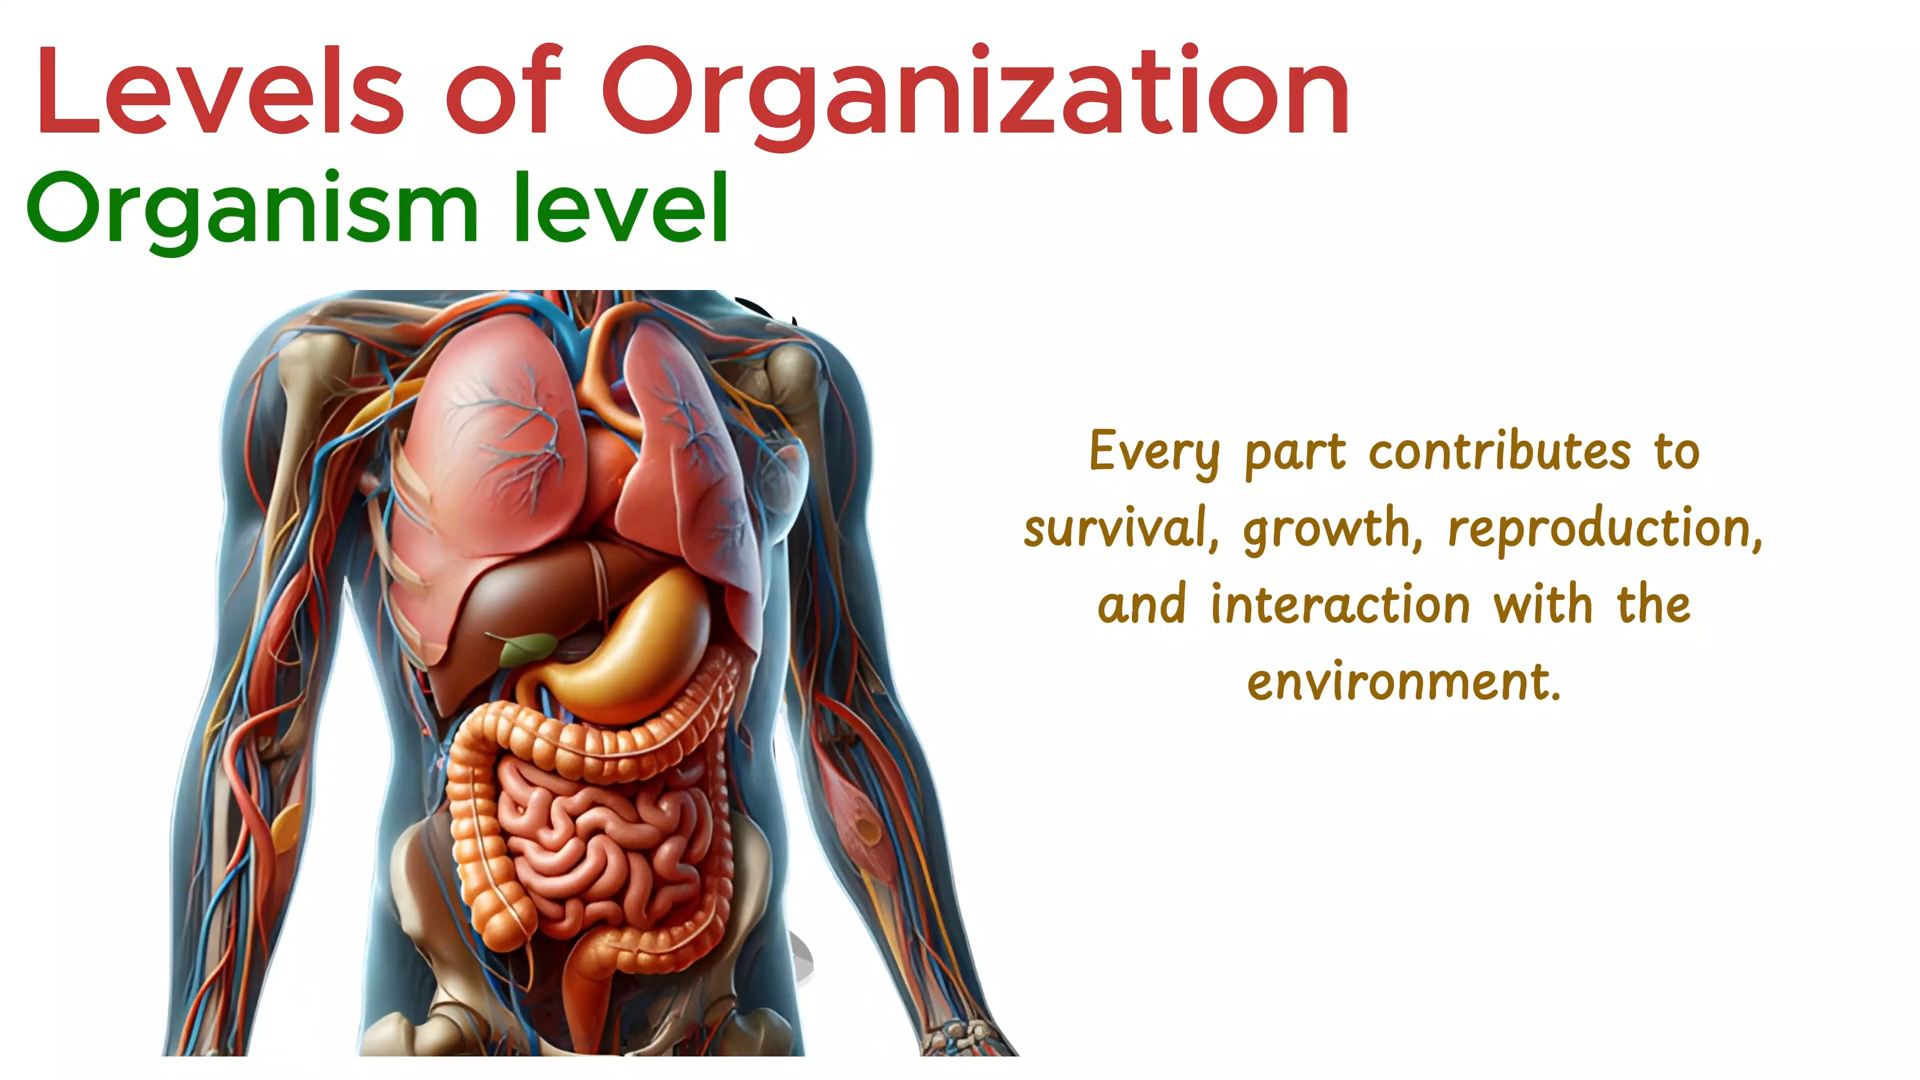 Levels of Organization
Organism level
Every part contributes to
survival, growth, reproduction,
and interaction with the
environment.